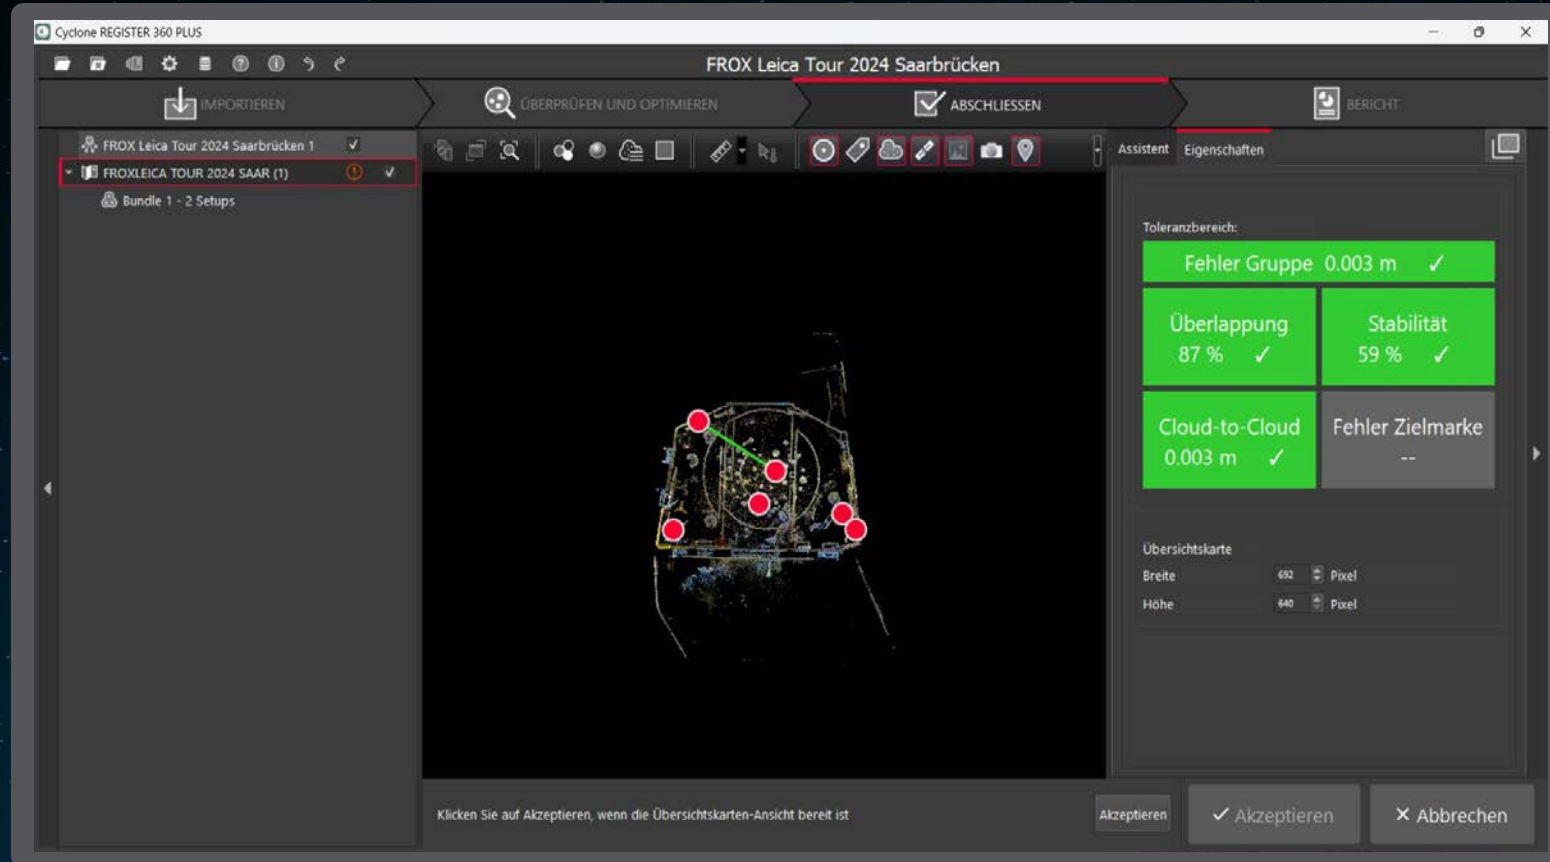 Cyclone REGISTER 360 PLUS
FROX Leica Tour 2024 Saarbrücken
IMPORTIEREN
ÜBERPRÜFEN UND OPTIMIEREN
ABSCHLIESSEN
BERICHT
FROX Leica Tour 2024 Saarbrücken 1
FROXLEICA TOUR 2024 SAAR (1)
Bundle 1 - 2 Setups
Assistent
Eigenschaften
Toleranzbereich:
Fehler Gruppe 0.003 m ✓
Überlappung
87 % ✓
Stabilität
59 % ✓
Cloud-to-Cloud
0.003 m ✓
Fehler Zielmarke
--
Übersichtskarte
Breite 692 Pixel
Höhe 640 Pixel
Klicken Sie auf Akzeptieren, wenn die Übersichtskarten-Ansicht bereit ist
Akzeptieren
Akzeptieren
Abbrechen